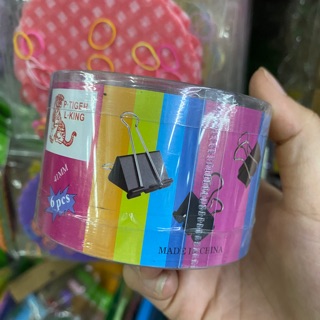 P-TIGER
L-KING
41MM
6 pcs
MADE IN CHINA